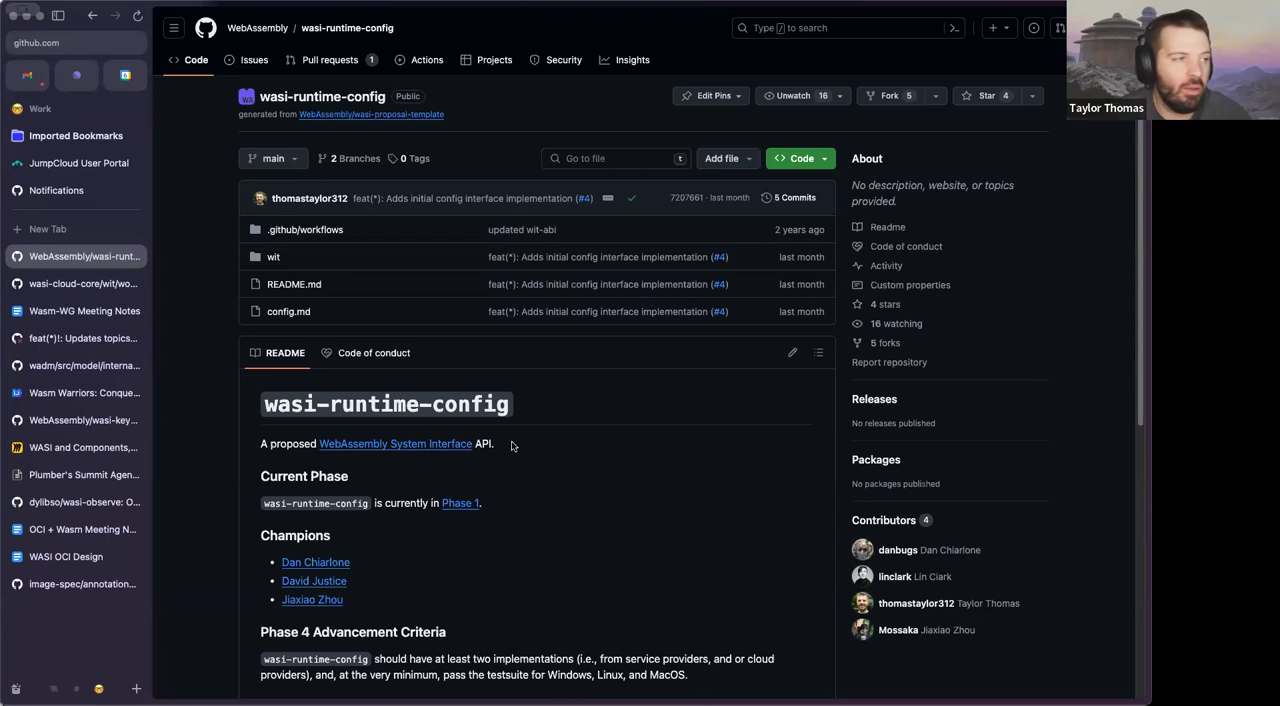 github.com
Work
Imported Bookmarks
JumpCloud User Portal
Notifications
New Tab
WebAssembly/wasi-runt...
wasi-cloud-core/wit/wo...
Wasm-WG Meeting Notes
feat(*)!: Updates topics...
wadm/src/model/interna...
Wasm Warriors: Conque...
WebAssembly/wasi-key...
WASI and Components,...
Plumber's Summit Agen...
dylibso/wasi-observe: O...
OCI + Wasm Meeting N...
WASI OCI Design
image-spec/annotation...
WebAssembly / wasi-runtime-config
Type / to search
Code Issues Pull requests 1 Actions Projects Security Insights
WA wasi-runtime-config Public
generated from WebAssembly/wasi-proposal-template
Edit Pins Unwatch 16 Fork 5 Star 4
main 2 Branches 0 Tags Go to file t Add file Code
thomastaylor312 feat(*): Adds initial config interface implementation (#4) 7207661 · last month 5 Commits
.github/workflows updated wit-abi 2 years ago
wit feat(*): Adds initial config interface implementation (#4) last month
README.md feat(*): Adds initial config interface implementation (#4) last month
config.md feat(*): Adds initial config interface implementation (#4) last month
README Code of conduct
wasi-runtime-config
A proposed WebAssembly System Interface API.
Current Phase
wasi-runtime-config is currently in Phase 1.
Champions
• Dan Chiarlone
• David Justice
• Jiaxiao Zhou
Phase 4 Advancement Criteria
wasi-runtime-config should have at least two implementations (i.e., from service providers, and or cloud
providers), and, at the very minimum, pass the testsuite for Windows, Linux, and MacOS.
About
No description, website, or topics
provided.
Readme
Code of conduct
Activity
Custom properties
4 stars
16 watching
5 forks
Report repository
Releases
No releases published
Packages
No packages published
Contributors 4
danbugs Dan Chiarlone
linclark Lin Clark
thomastaylor312 Taylor Thomas
Mossaka Jiaxiao Zhou
Taylor Thomas